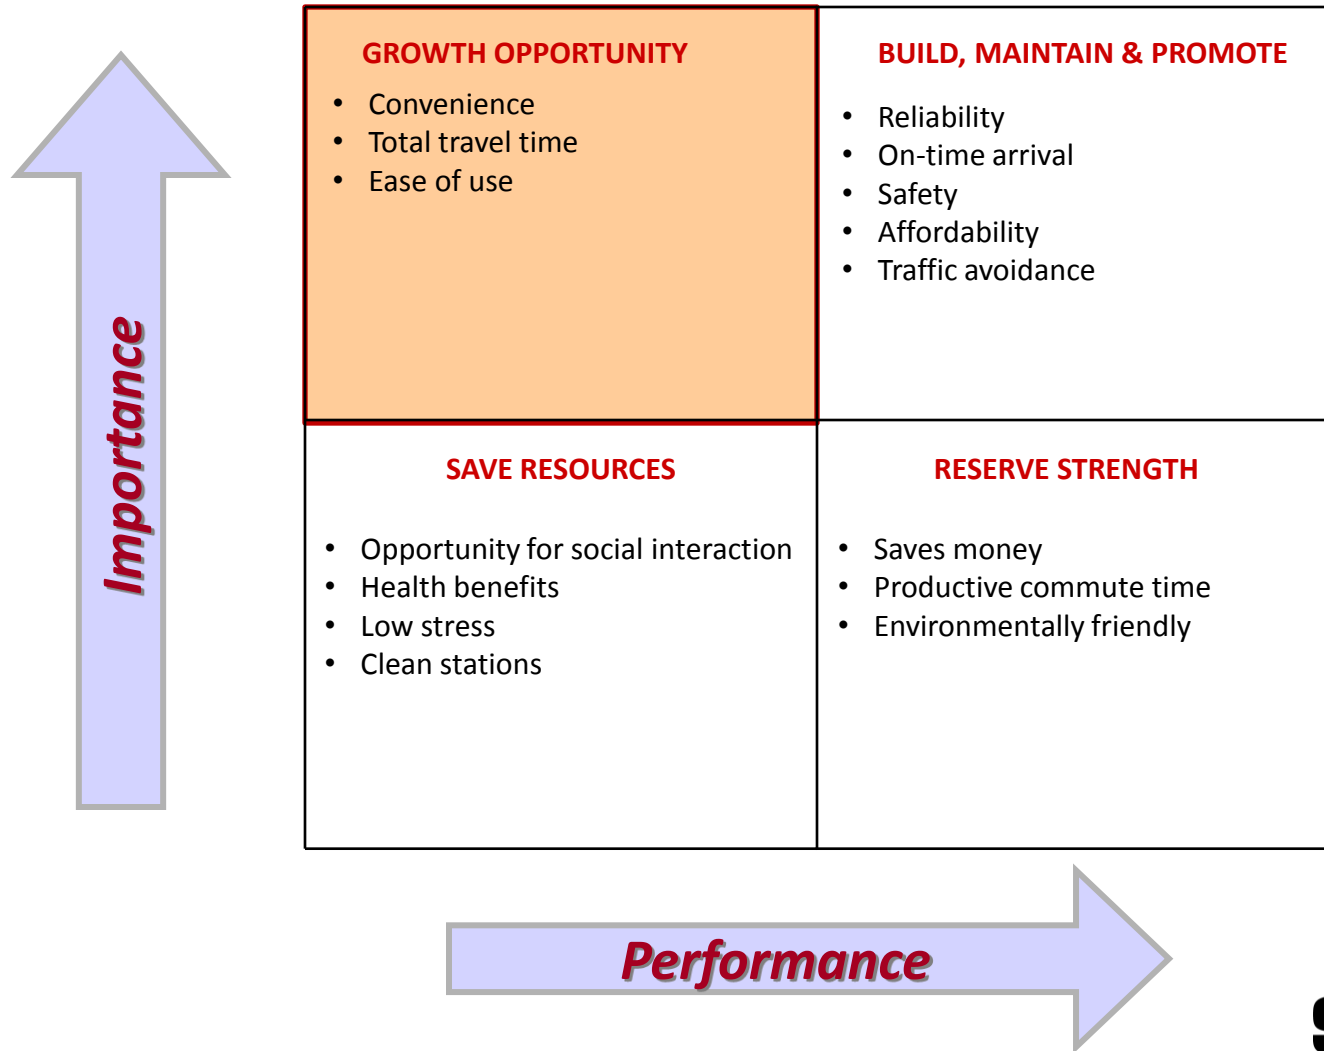 GROWTH OPPORTUNITY
• Convenience
• Total travel time
• Ease of use
BUILD, MAINTAIN & PROMOTE
• Reliability
• On-time arrival
• Safety
• Affordability
• Traffic avoidance
Importance
SAVE RESOURCES
• Opportunity for social interaction
• Health benefits
• Low stress
• Clean stations
RESERVE STRENGTH
• Saves money
• Productive commute time
• Environmentally friendly
Performance